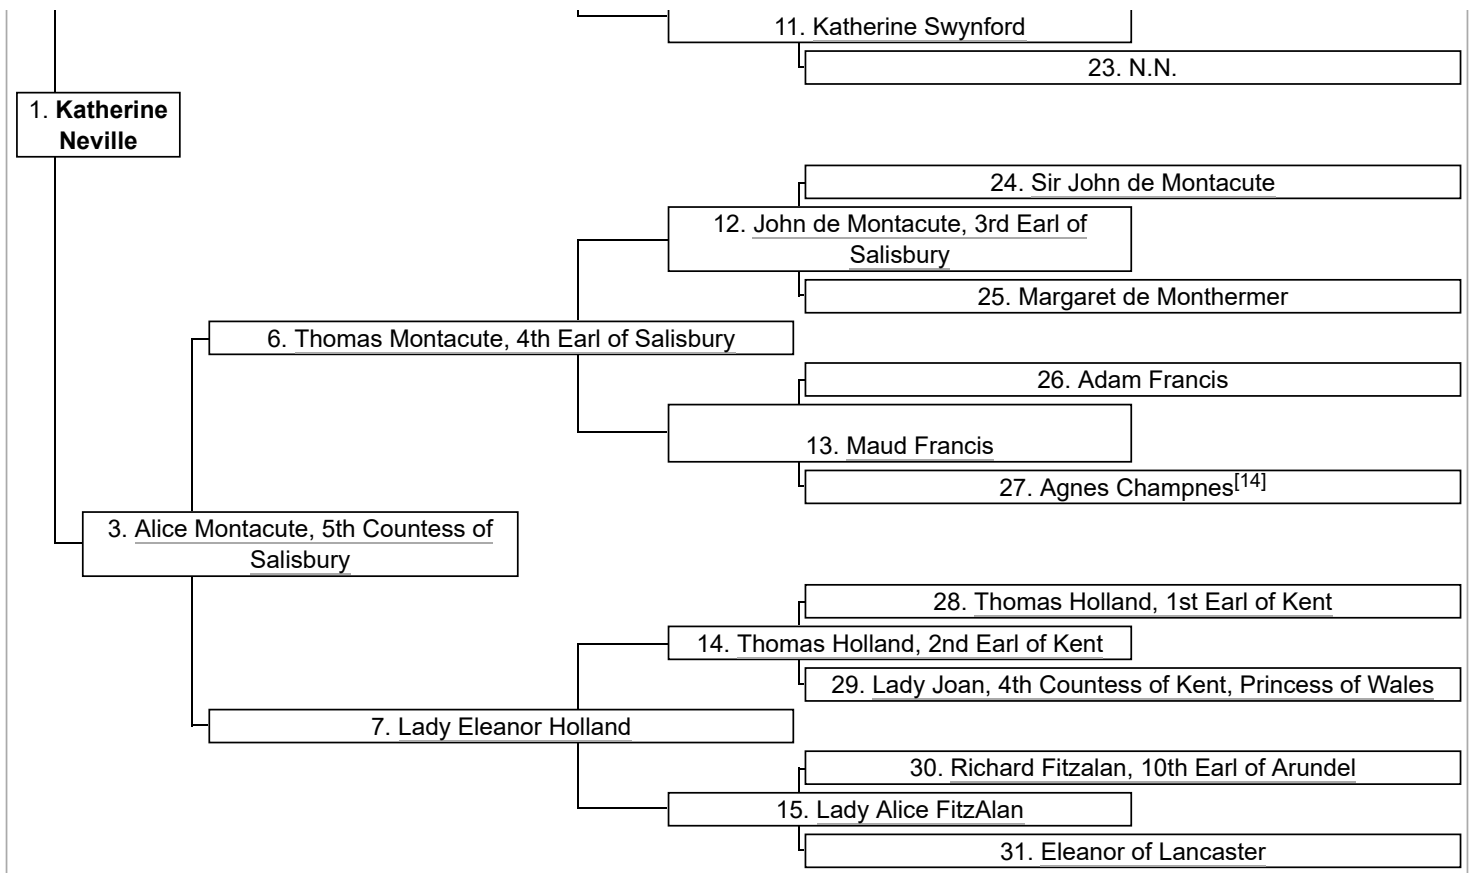 11. Katherine Swynford
23. N.N.
1. Katherine
Neville
24. Sir John de Montacute
12. John de Montacute, 3rd Earl of
Salisbury
25. Margaret de Monthermer
6. Thomas Montacute, 4th Earl of Salisbury
26. Adam Francis
13. Maud Francis
27. Agnes Champnes[14]
3. Alice Montacute, 5th Countess of
Salisbury
28. Thomas Holland, 1st Earl of Kent
14. Thomas Holland, 2nd Earl of Kent
29. Lady Joan, 4th Countess of Kent, Princess of Wales
7. Lady Eleanor Holland
30. Richard Fitzalan, 10th Earl of Arundel
15. Lady Alice FitzAlan
31. Eleanor of Lancaster